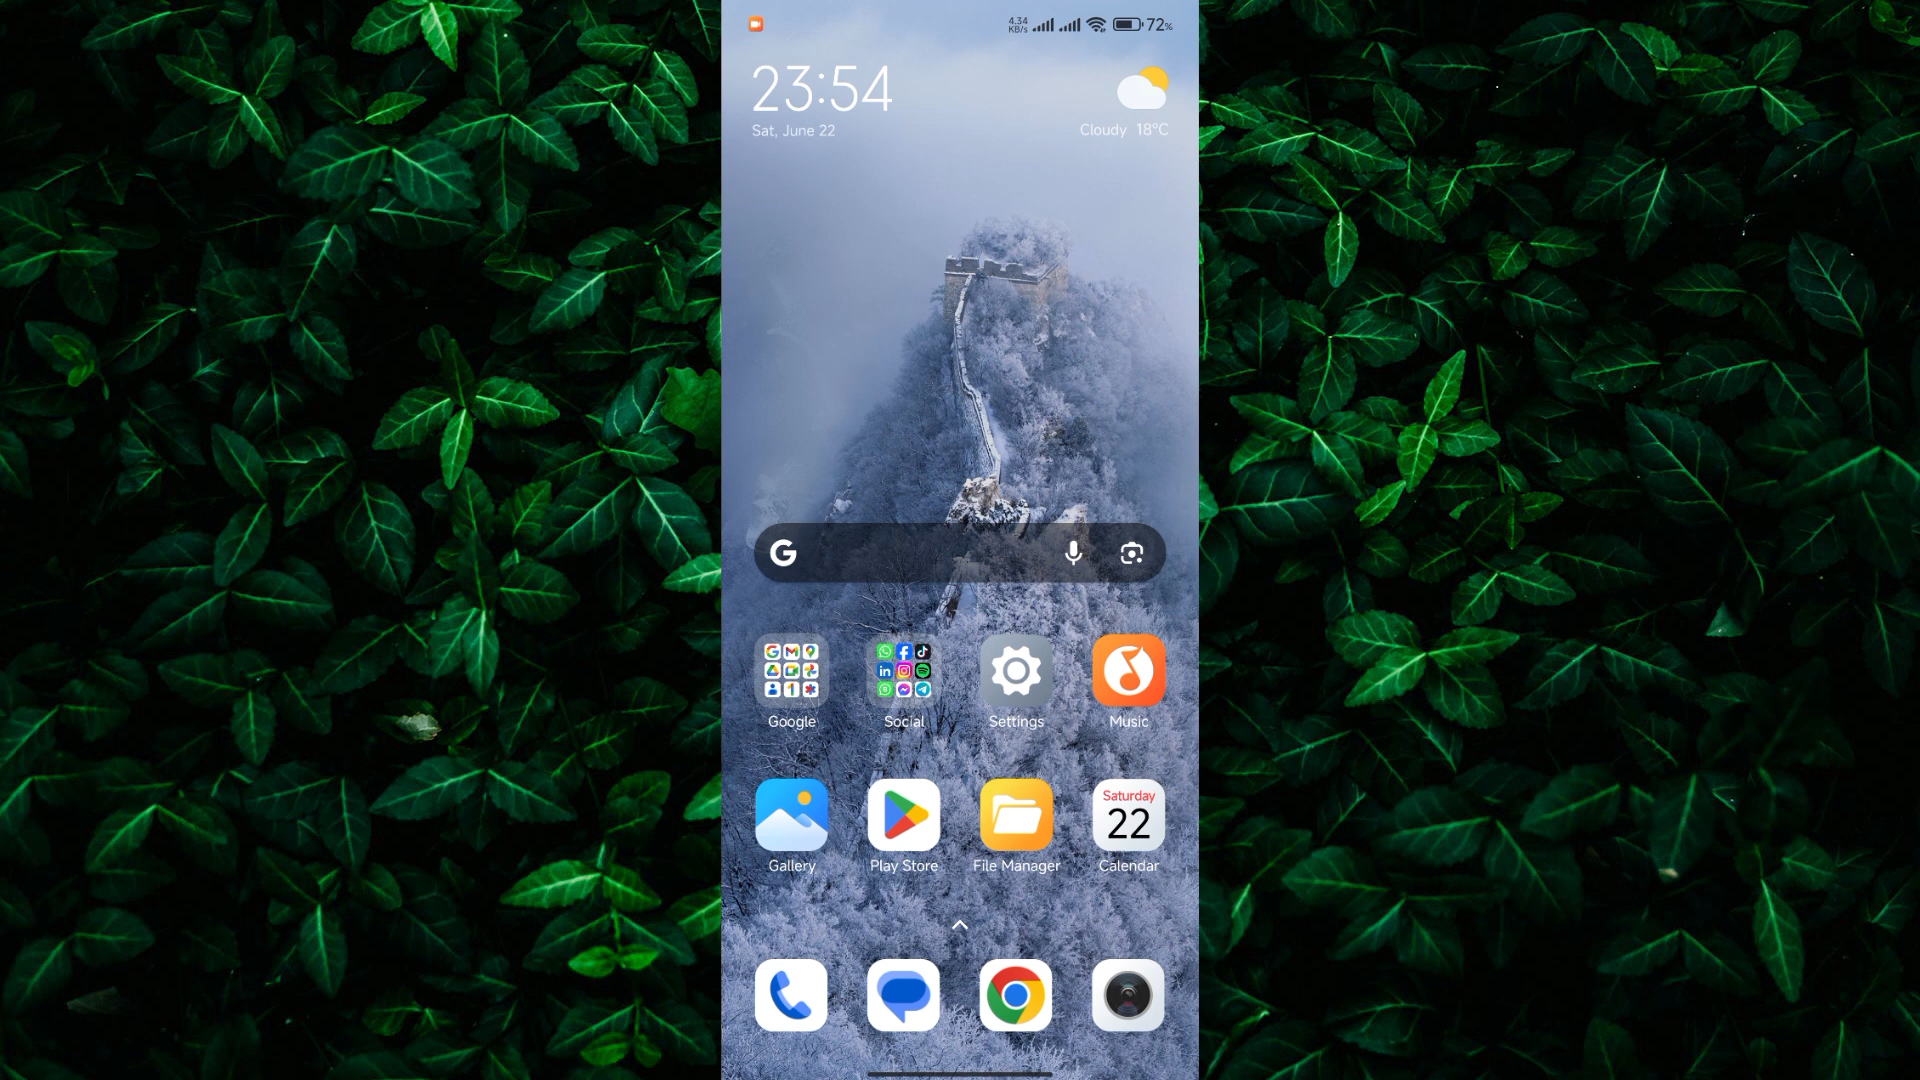 4.34
KB/s
72%
23:54
Sat, June 22
Cloudy 18°C
G
Google
Social
Settings
Music
Saturday
22
Gallery
Play Store
File Manager
Calendar